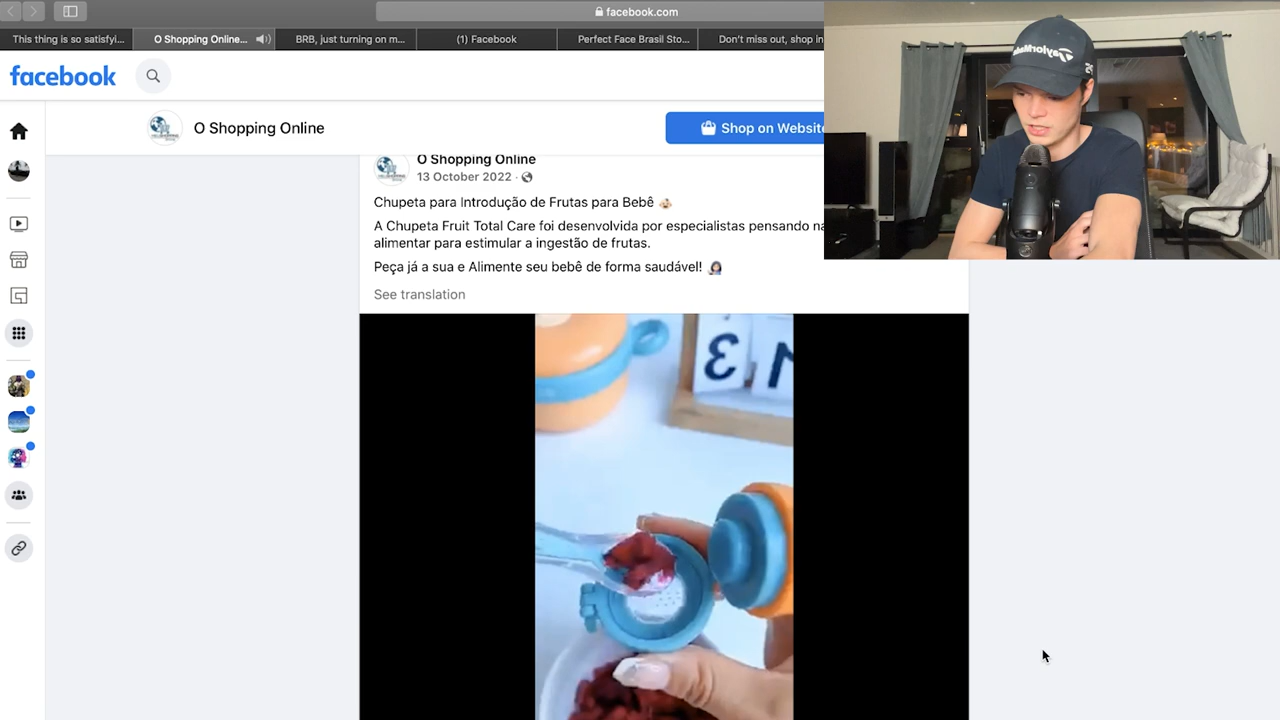 facebook.com
This thing is so satisfyi...
O Shopping Online...
BRB, just turning on m...
(1) Facebook
Perfect Face Brasil Sto...
Don't miss out, shop in
facebook
O Shopping Online
Shop on Website
O Shopping Online
13 October 2022 ·
Chupeta para Introdução de Frutas para Bebê
A Chupeta Fruit Total Care foi desenvolvida por especialistas pensando na
alimentar para estimular a ingestão de frutas.
Peça já a sua e Alimente seu bebê de forma saudável!
See translation
3
1
TaylorMade